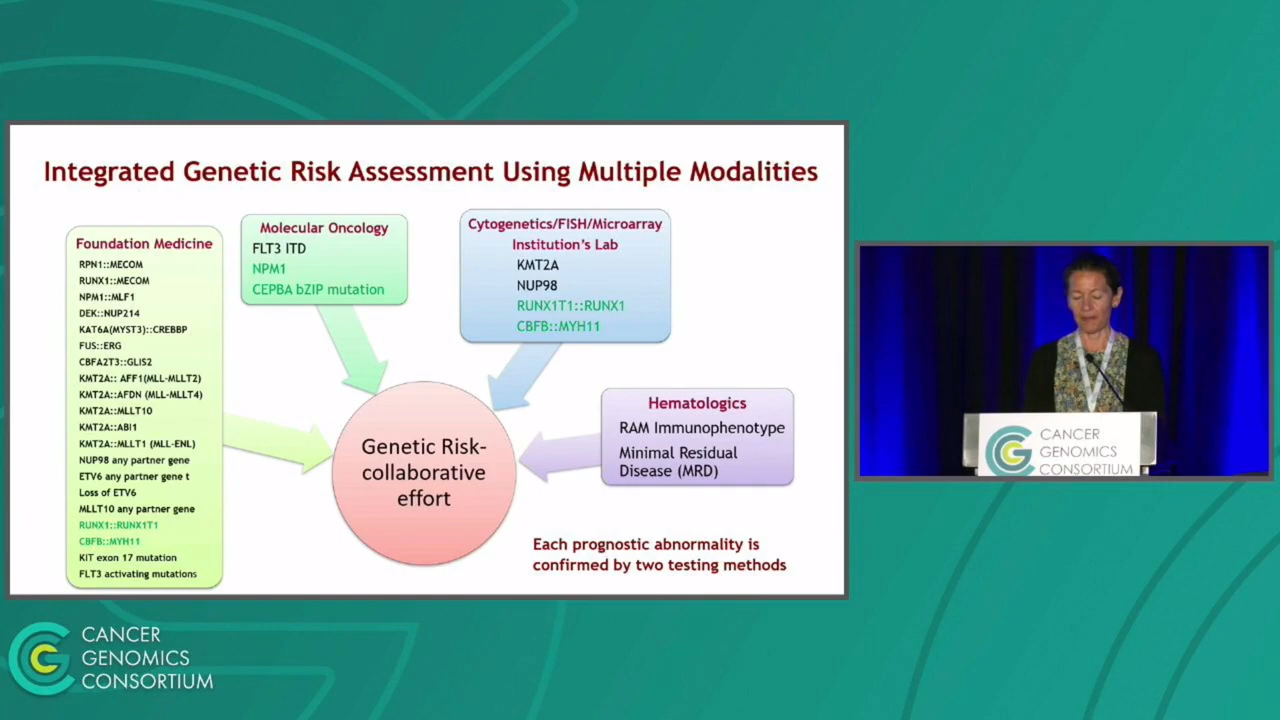 Integrated Genetic Risk Assessment Using Multiple Modalities
Foundation Medicine
RPN1::MECOM
RUNX1::MECOM
NPM1::MLF1
DEK::NUP214
KAT6A(MYST3)::CREBBP
FUS::ERG
CBFA2T3::GLIS2
KMT2A:: AFF1(MLL-MLLT2)
KMT2A::AFDN (MLL-MLLT4)
KMT2A::MLLT10
KMT2A::ABI1
KMT2A::MLLT1 (MLL-ENL)
NUP98 any partner gene
ETV6 any partner gene t
Loss of ETV6
MLLT10 any partner gene
RUNX1::RUNX1T1
CBFB::MYH11
KIT exon 17 mutation
FLT3 activating mutations
Molecular Oncology
FLT3 ITD
NPM1
CEPBA bZIP mutation
Cytogenetics/FISH/Microarray
Institution's Lab
KMT2A
NUP98
RUNX1T1::RUNX1
CBFB::MYH11
Hematologics
RAM Immunophenotype
Minimal Residual
Disease (MRD)
Genetic Risk-
collaborative
effort
Each prognostic abnormality is
confirmed by two testing methods
CANCER
GENOMICS
CONSORTIUM
CANCER
GENOMICS
CONSORTIUM